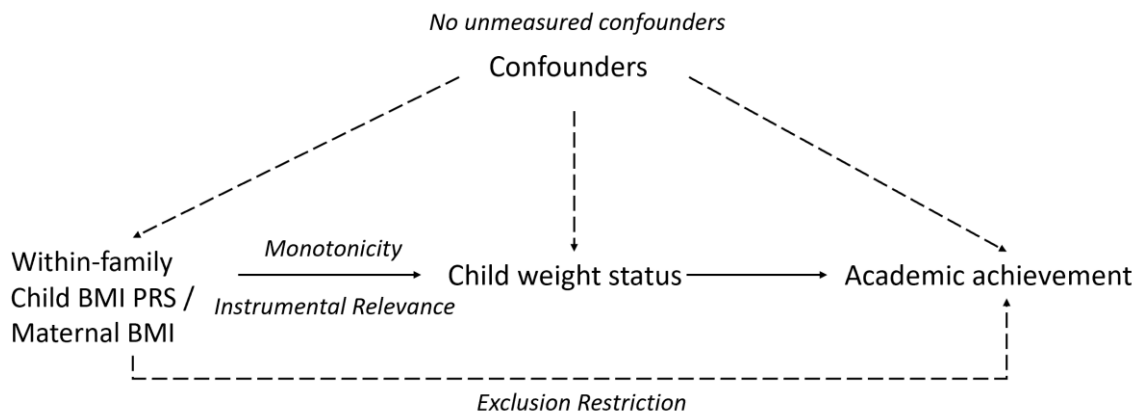 No unmeasured confounders
Confounders
Within-family
Child BMI PRS /
Maternal BMI
Monotonicity
Instrumental Relevance
Child weight status
Academic achievement
Exclusion Restriction